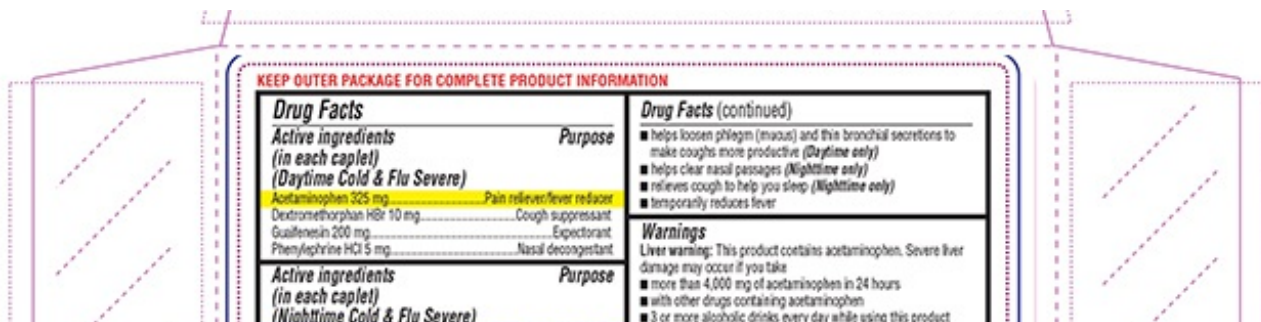 KEEP OUTER PACKAGE FOR COMPLETE PRODUCT INFORMATION
Drug Facts
Active ingredients Purpose
(in each caplet)
(Daytime Cold & Flu Severe)
Acetaminophen 325 mg....................Pain reliever/fever reducer
Dextromethorphan HBr 10 mg....................Cough suppressant
Guaifenesin 200 mg....................Expectorant
Phenylephrine HCl 5 mg....................Nasal decongestant
Active ingredients Purpose
(in each caplet)
(Nighttime Cold & Flu Severe)
Drug Facts (continued)
■ helps loosen phlegm (mucus) and thin bronchial secretions to
make coughs more productive (Daytime only)
■ helps clear nasal passages (Nighttime only)
■ relieves cough to help you sleep (Nighttime only)
■ temporarily reduces fever
Warnings
Liver warning: This product contains acetaminophen. Severe liver
damage may occur if you take
■ more than 4,000 mg of acetaminophen in 24 hours
■ with other drugs containing acetaminophen
■ 3 or more alcoholic drinks every day while using this product